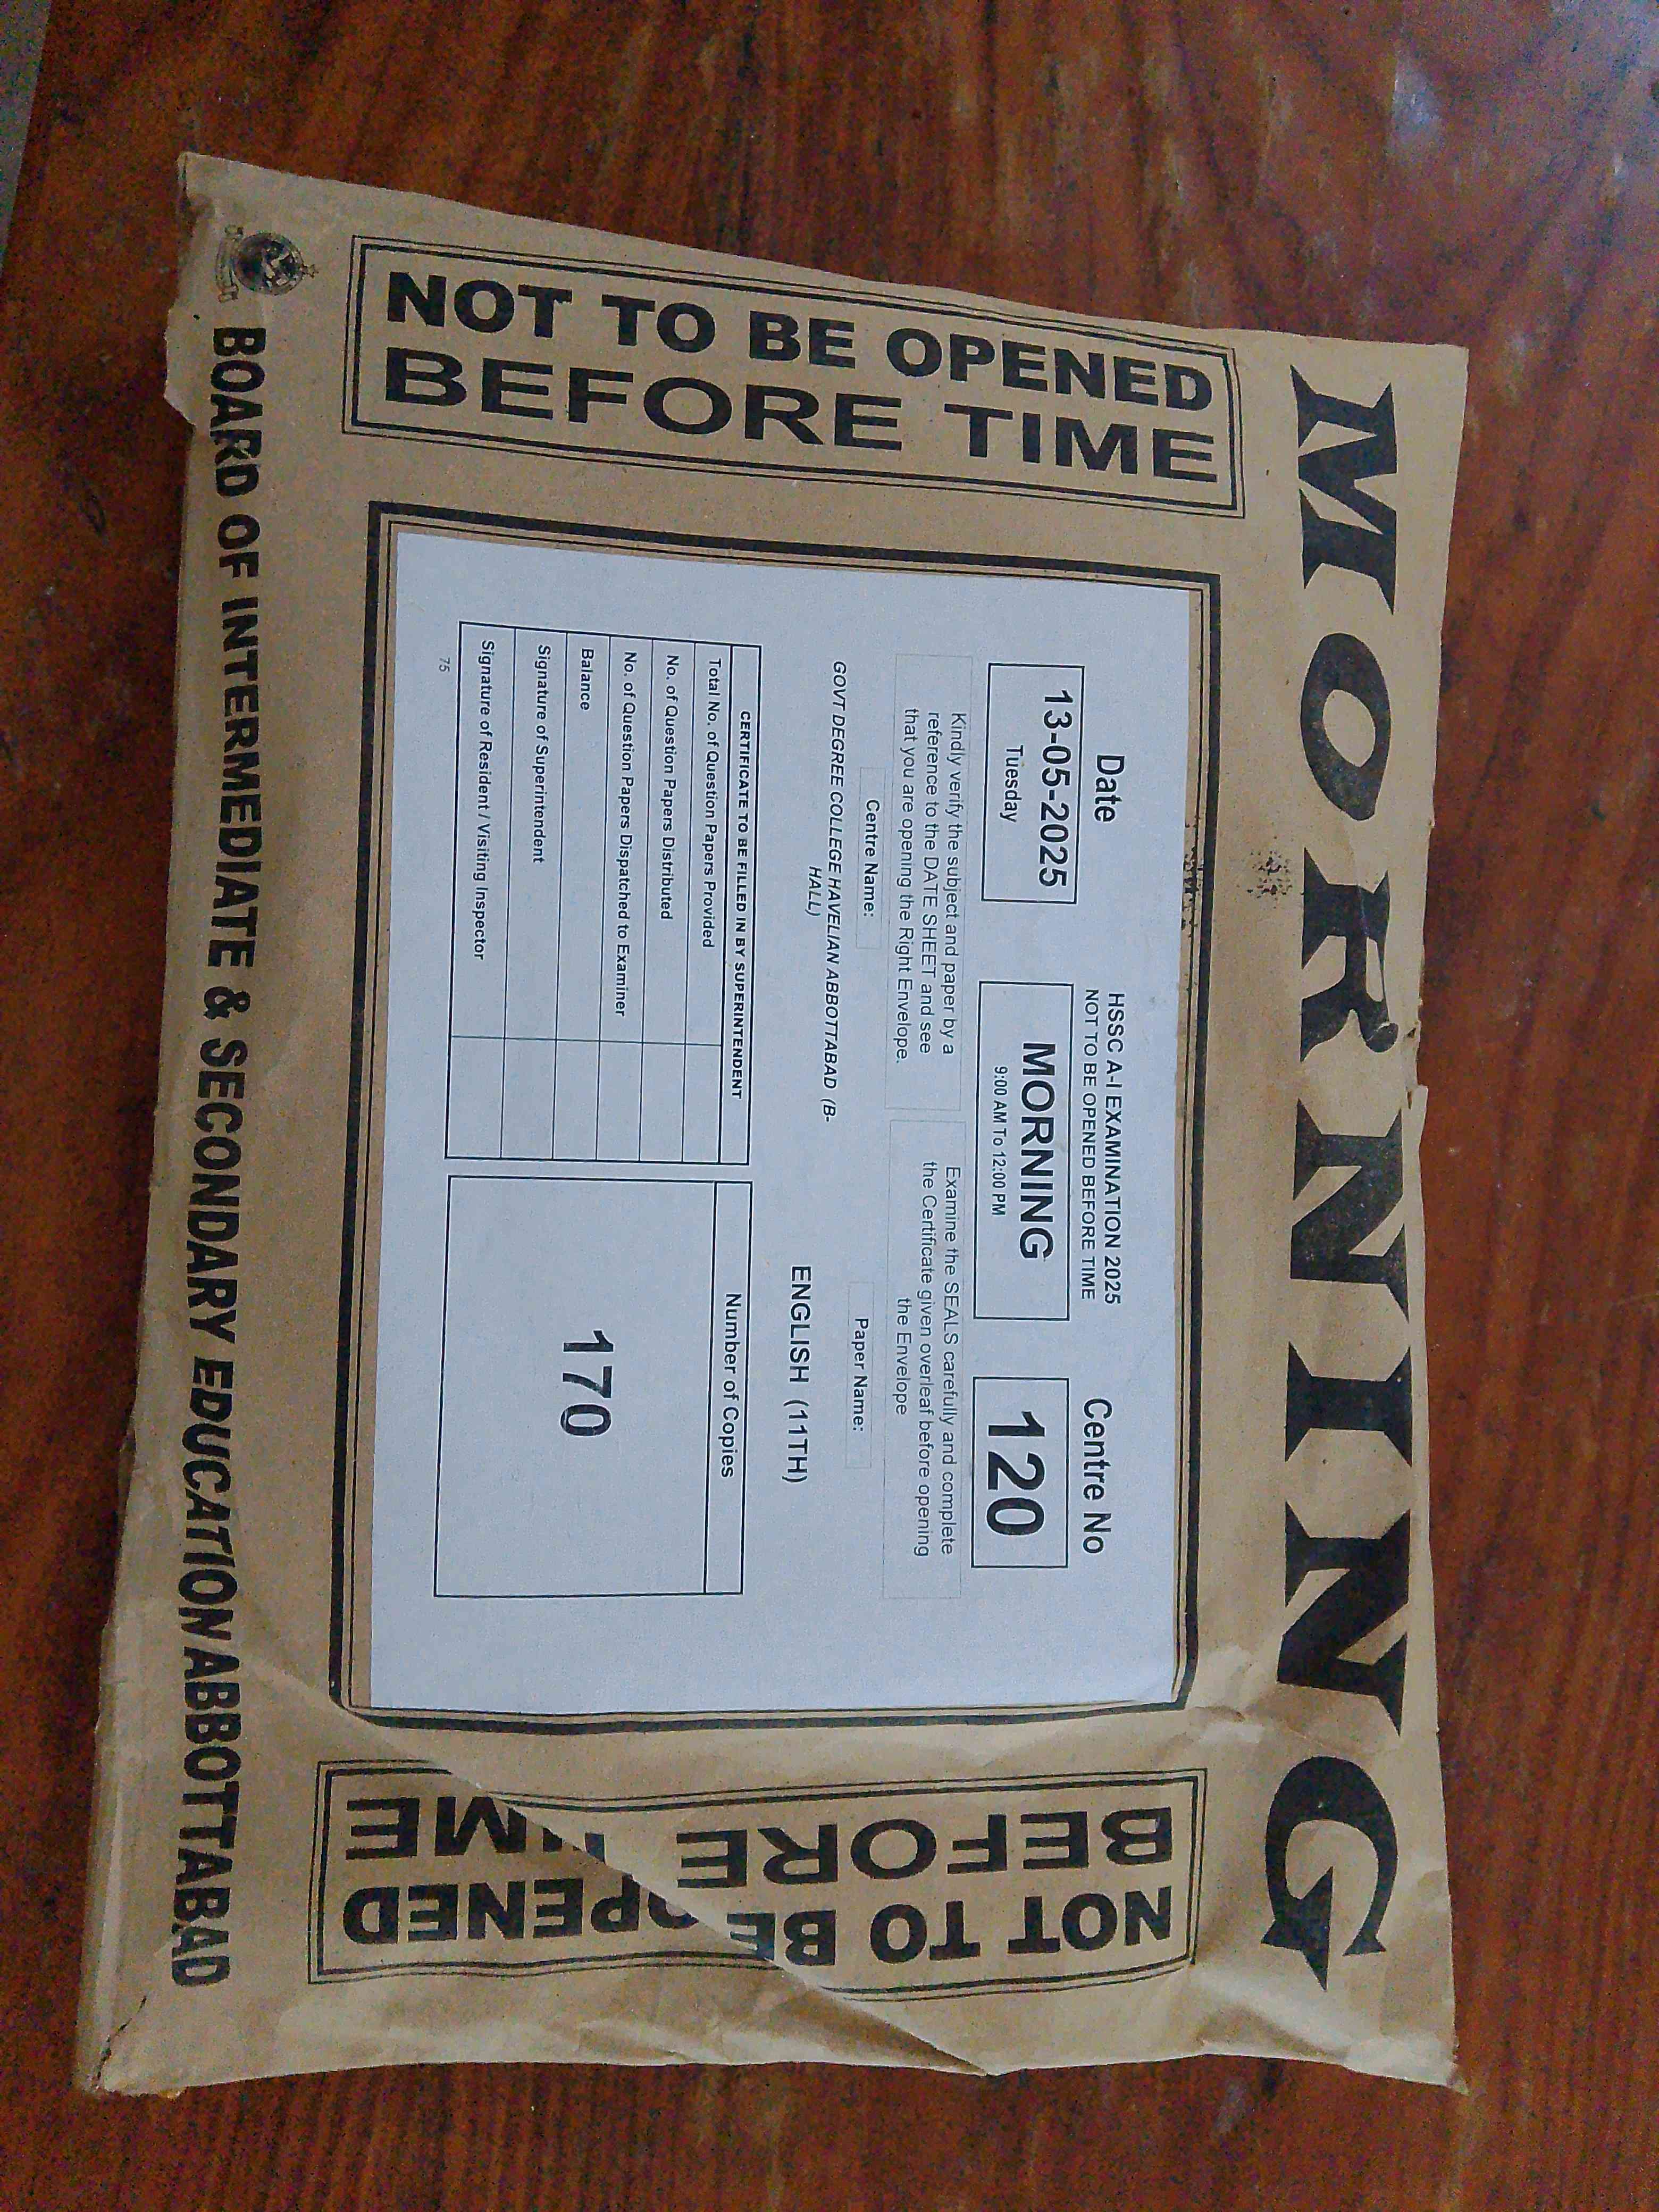 MORNING
NOT TO BE OPENED
BEFORE TIME
Date
13-05-2025
Tuesday
HSSC A-I EXAMINATION 2025
NOT TO BE OPENED BEFORE TIME
MORNING
9:00 AM To 12:00 PM
Centre No
120
Kindly verify the subject and paper by a
reference to the DATE SHEET and see
that you are opening the Right Envelope.
Examine the SEALS carefully and complete
the Certificate given overleaf before opening
the Envelope
Centre Name:
GOVT DEGREE COLLEGE HAVELIAN ABBOTTABAD (B-
HALL)
Paper Name:
ENGLISH (11TH)
CERTIFICATE TO BE FILLED IN BY SUPERINTENDENT
Total No. of Question Papers Provided
No. of Question Papers Distributed
No. of Question Papers Dispatched to Examiner
Balance
Signature of Superintendent
Signature of Resident / Visiting Inspector
75
Number of Copies
170
NOT TO BE OPENED
BEFORE TIME
BOARD OF INTERMEDIATE & SECONDARY EDUCATION ABBOTTABAD